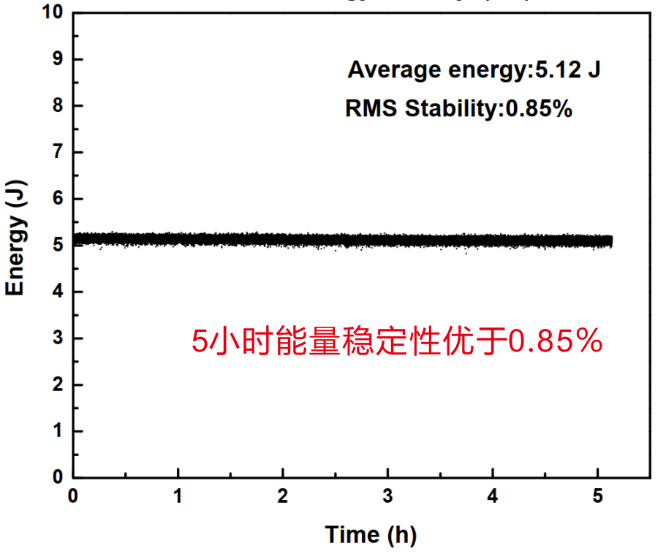 10
9
8
7
6
5
4
3
2
1
0
Energy (J)
Average energy:5.12 J
RMS Stability:0.85%
5小时能量稳定性优于0.85%
0 1 2 3 4 5
Time (h)